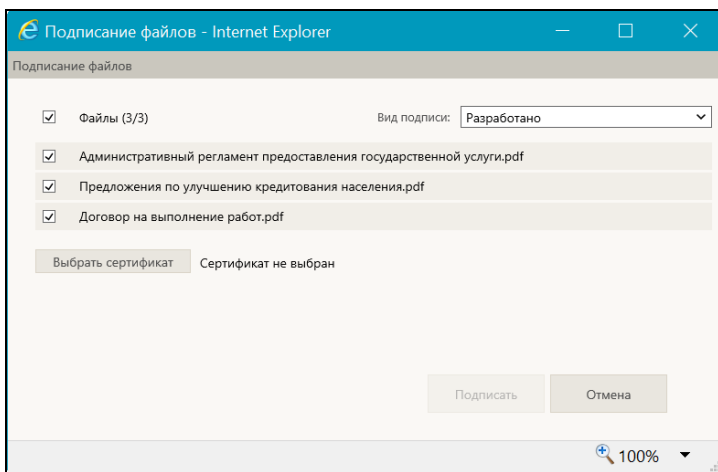 Подписание файлов - Internet Explorer
Подписание файлов
Файлы (3/3) Вид подписи: Разработано
Административный регламент предоставления государственной услуги.pdf
Предложения по улучшению кредитования населения.pdf
Договор на выполнение работ.pdf
Выбрать сертификат Сертификат не выбран
Подписать Отмена
100%